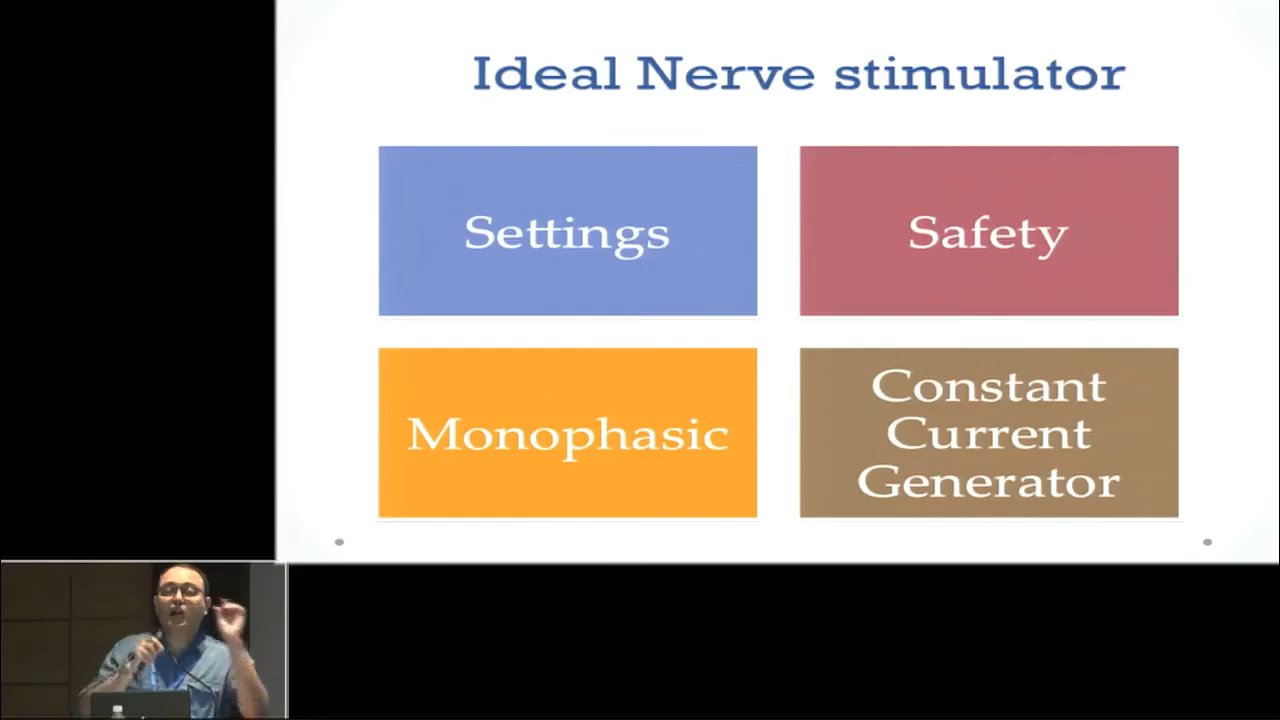 Ideal Nerve stimulator
Settings
Safety
Monophasic
Constant
Current
Generator